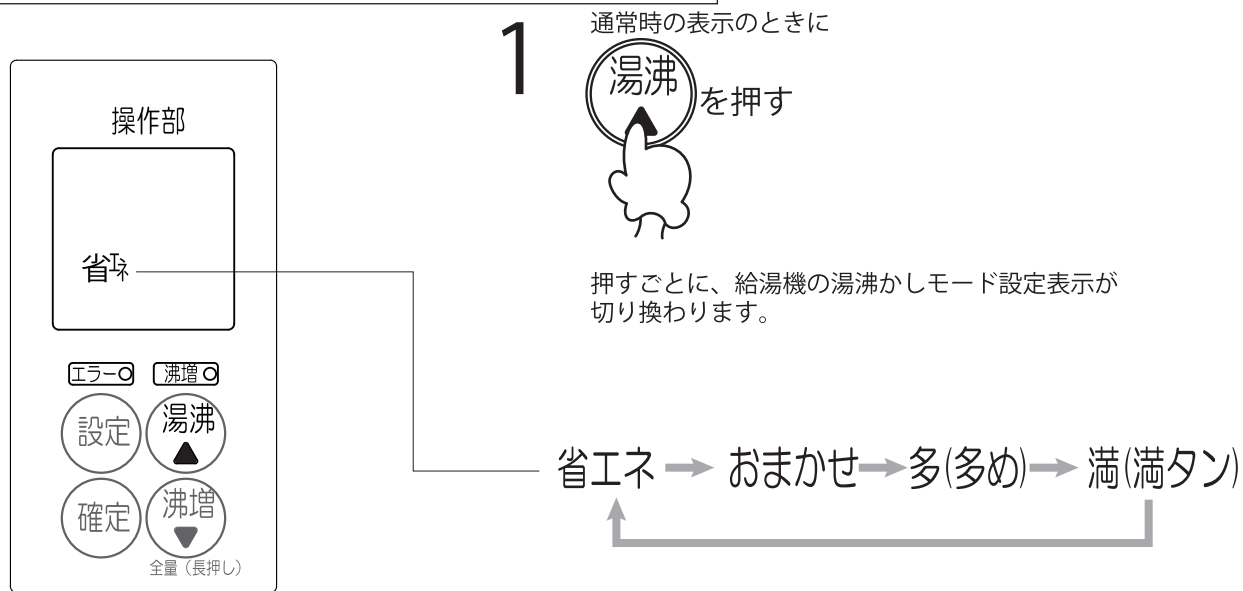 1
通常時の表示のときに
湯沸
を押す
押すごとに、給湯機の湯沸かしモード設定表示が
切り換わります。
操作部
省エネ
エラー
沸増
設定
湯沸
確定
沸増
全量（長押し）
省エネ → おまかせ → 多(多め) → 満(満タン)